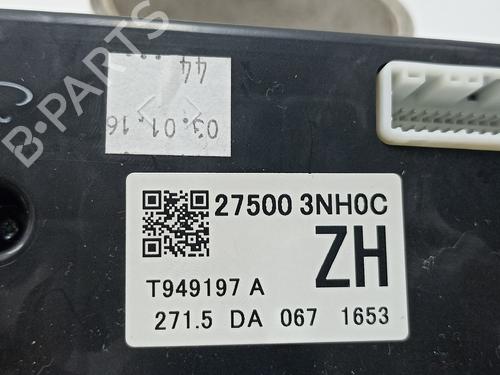 44
03.01.16
B-PARTS
27500 3NH0C
ZH
T949197 A
271.5 DA 067 1653